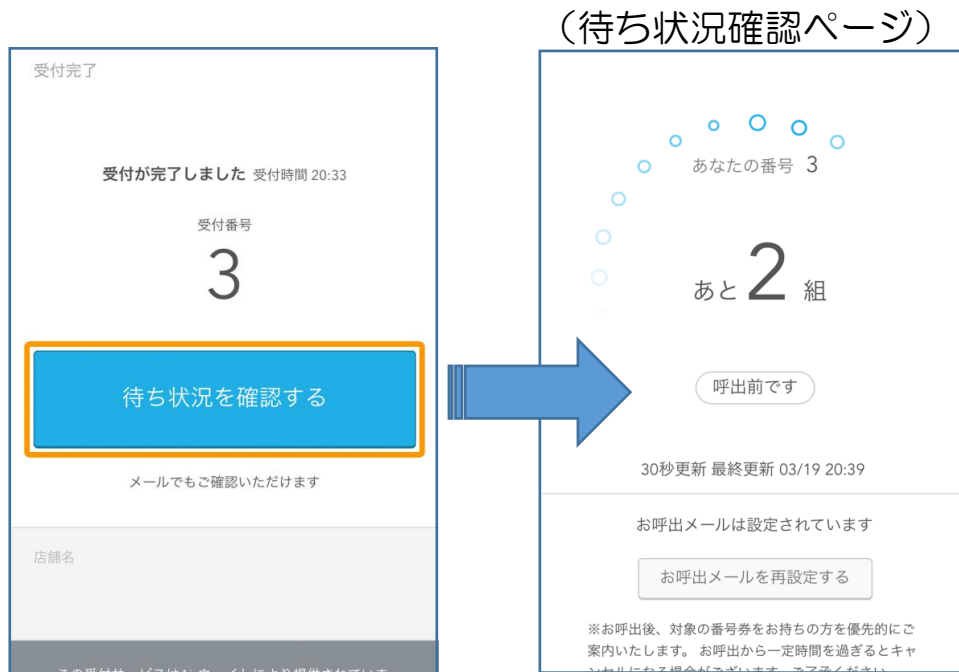 （待ち状況確認ページ）
受付完了
受付が完了しました 受付時間 20:33
受付番号
3
待ち状況を確認する
メールでもご確認いただけます
店舗名
あなたの番号 3
あと 2 組
呼出前です
30秒更新 最終更新 03/19 20:39
お呼出メールは設定されています
お呼出メールを再設定する
※お呼出後、対象の番号券をお持ちの方を優先的にご
案内いたします。 お呼出から一定時間を過ぎるとキャ